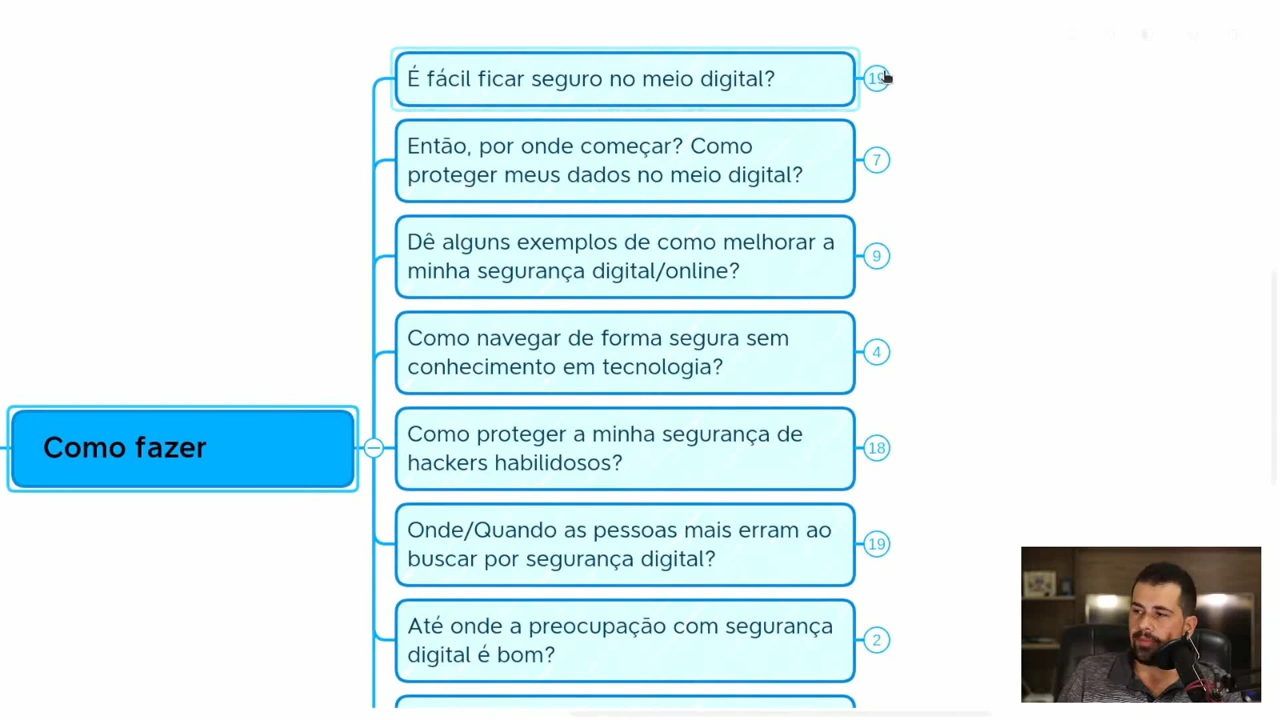 É fácil ficar seguro no meio digital?
Então, por onde começar? Como
proteger meus dados no meio digital?
7
Dê alguns exemplos de como melhorar a
minha segurança digital/online?
9
Como navegar de forma segura sem
conhecimento em tecnologia?
4
Como fazer
Como proteger a minha segurança de
hackers habilidosos?
18
Onde/Quando as pessoas mais erram ao
buscar por segurança digital?
19
Até onde a preocupação com segurança
digital é bom?
2